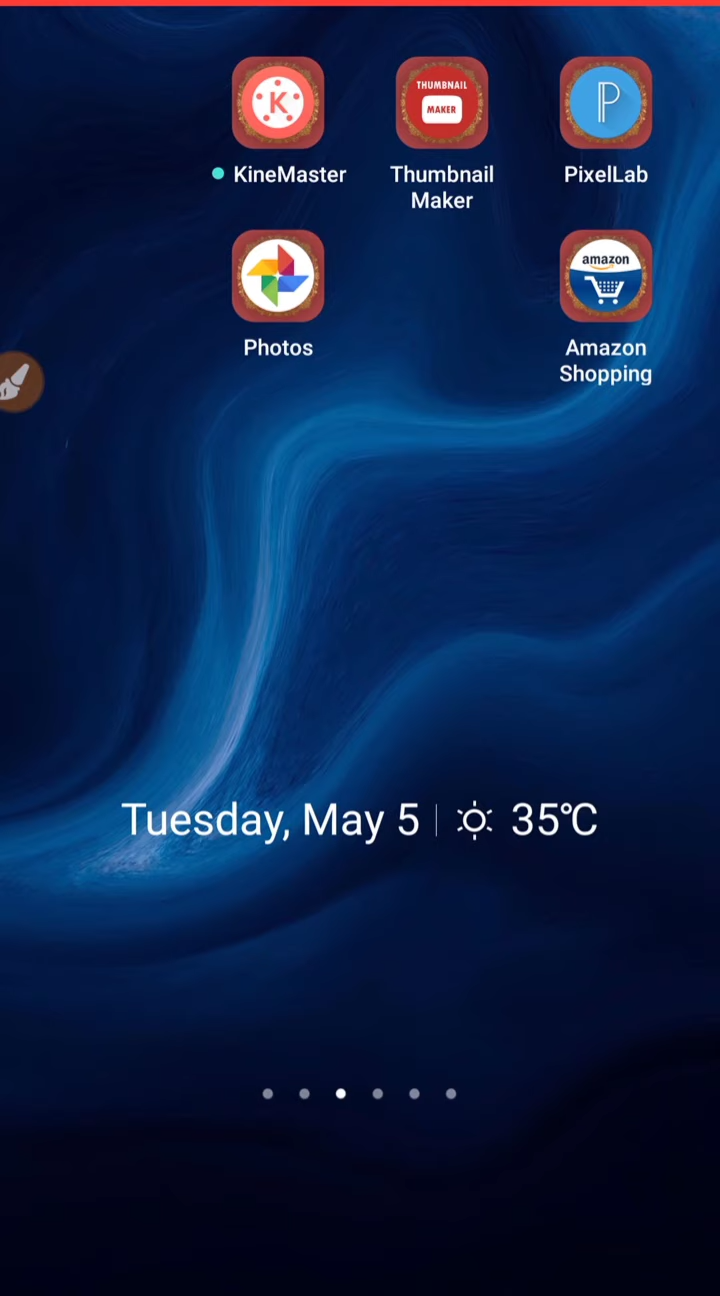 K
THUMBNAIL
MAKER
P
amazon
KineMaster
Thumbnail
Maker
PixelLab
Photos
Amazon
Shopping
Tuesday, May 5 | 35℃